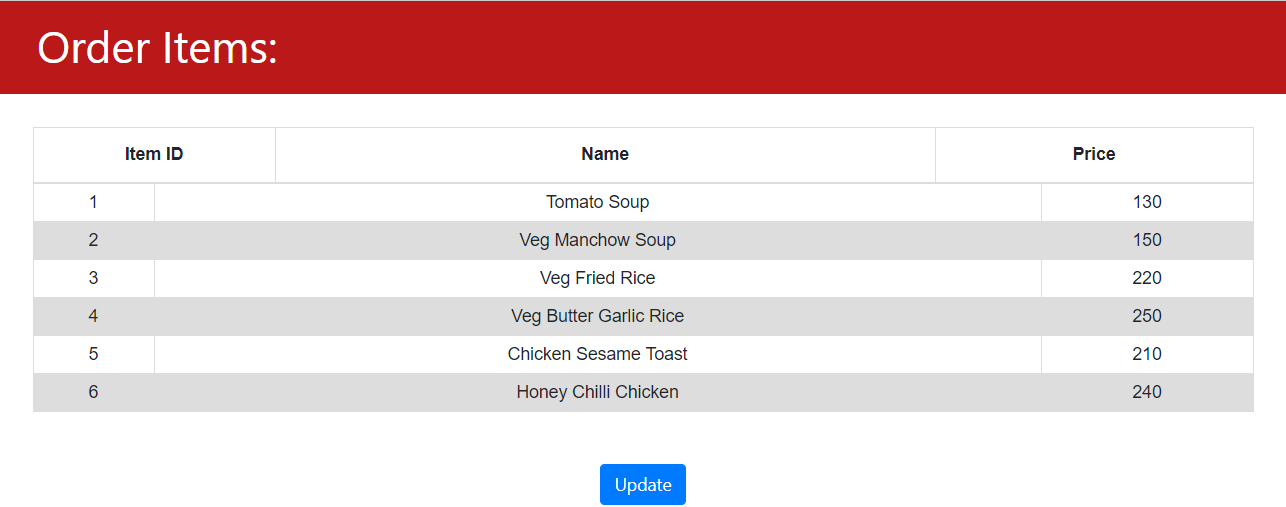 Order Items:
Item ID Name Price
1 Tomato Soup 130
2 Veg Manchow Soup 150
3 Veg Fried Rice 220
4 Veg Butter Garlic Rice 250
5 Chicken Sesame Toast 210
6 Honey Chilli Chicken 240
Update